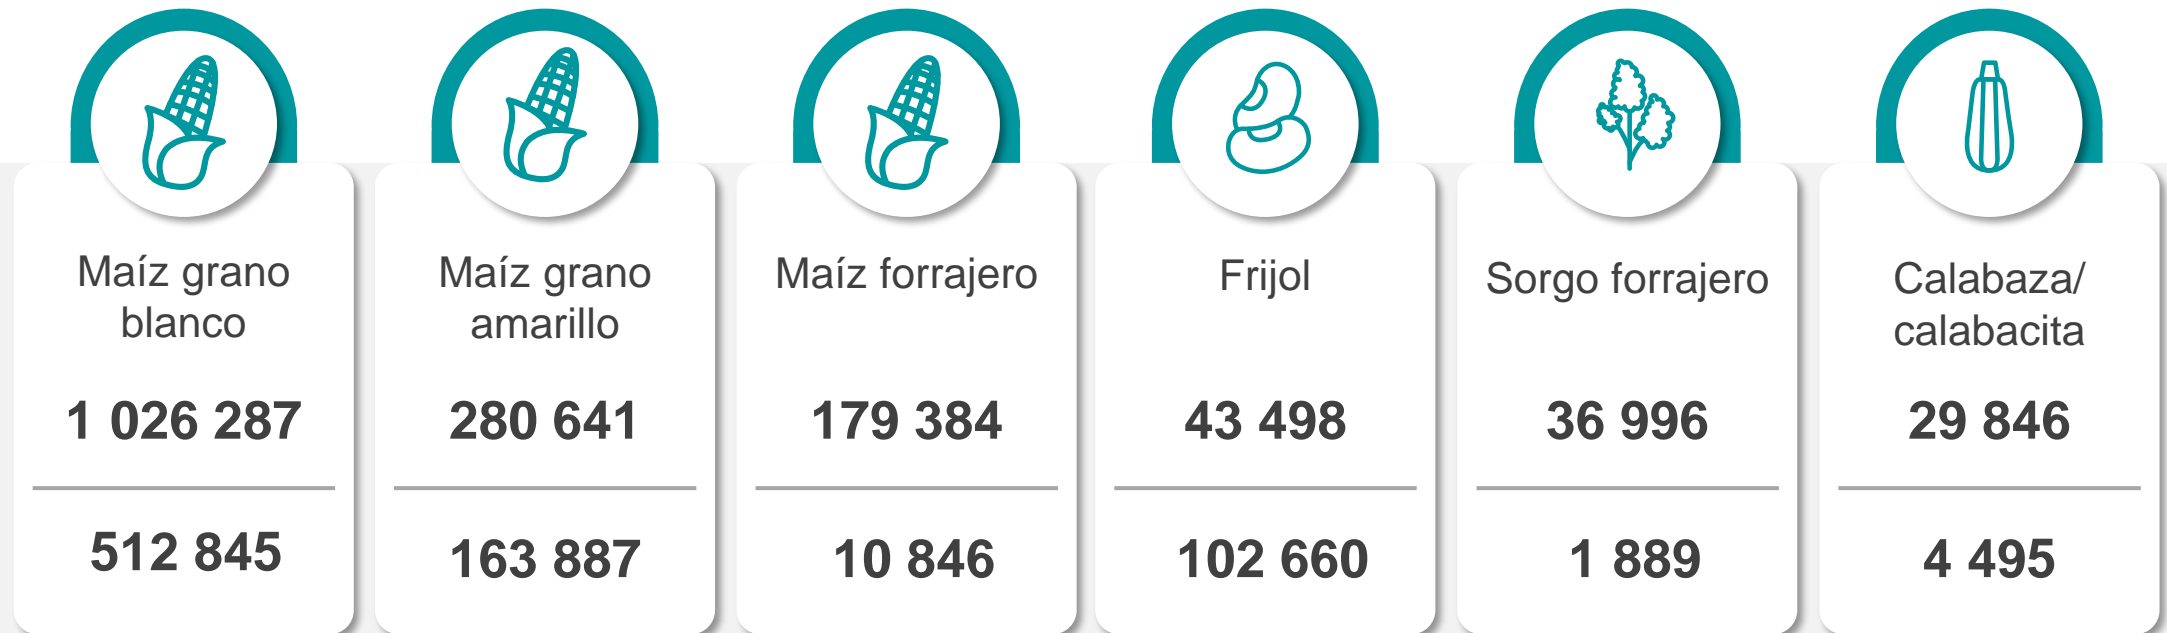 Maíz grano
blanco
1 026 287
512 845
Maíz grano
amarillo
280 641
163 887
Maíz forrajero
179 384
10 846
Frijol
43 498
102 660
Sorgo forrajero
36 996
1 889
Calabaza/
calabacita
29 846
4 495